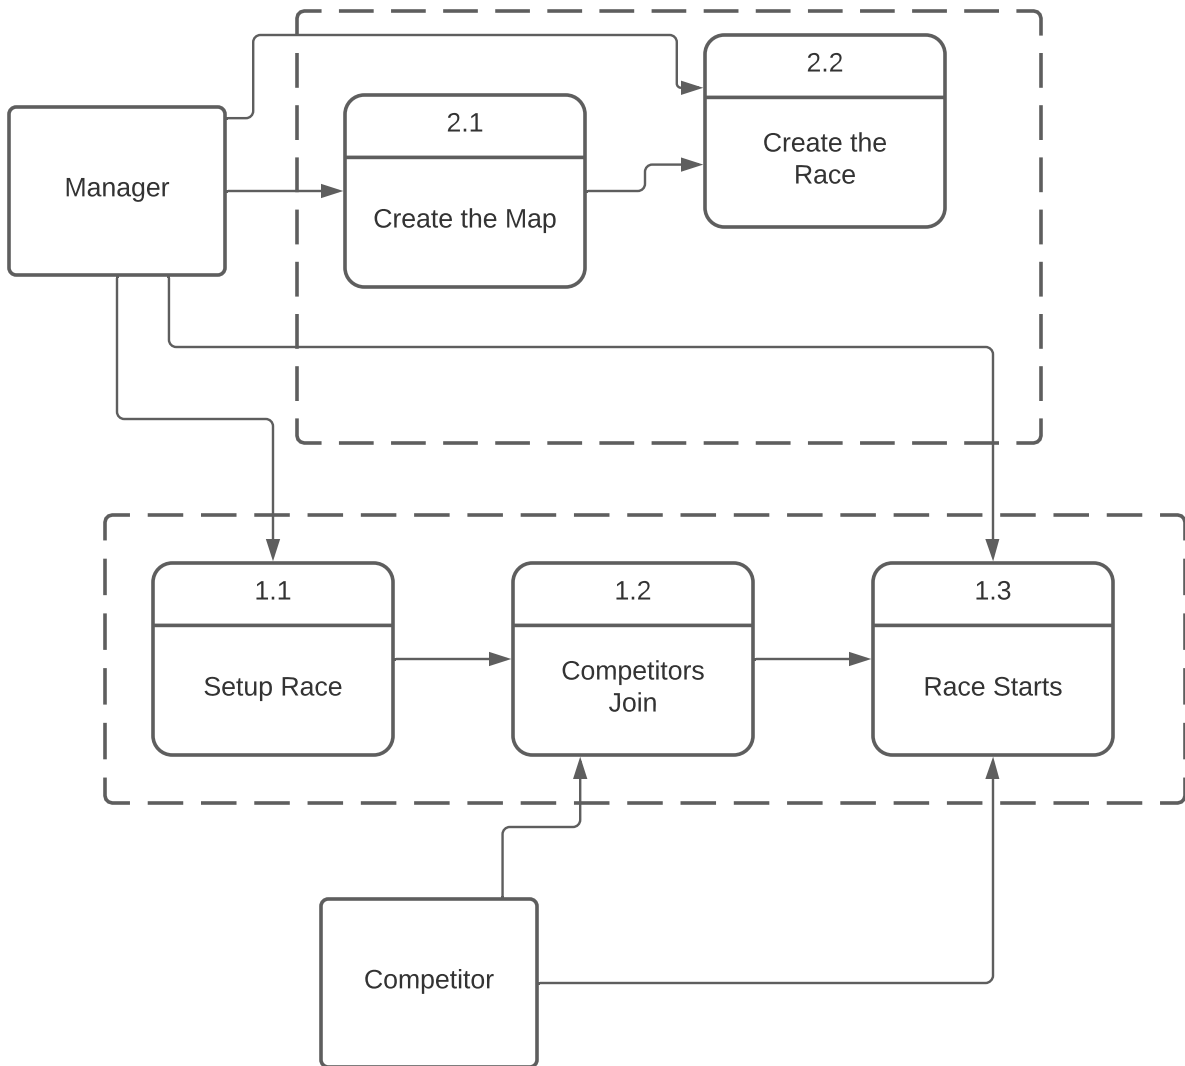 2.2
Create the
Race
2.1
Create the Map
Manager
1.1
Setup Race
1.2
Competitors
Join
1.3
Race Starts
Competitor